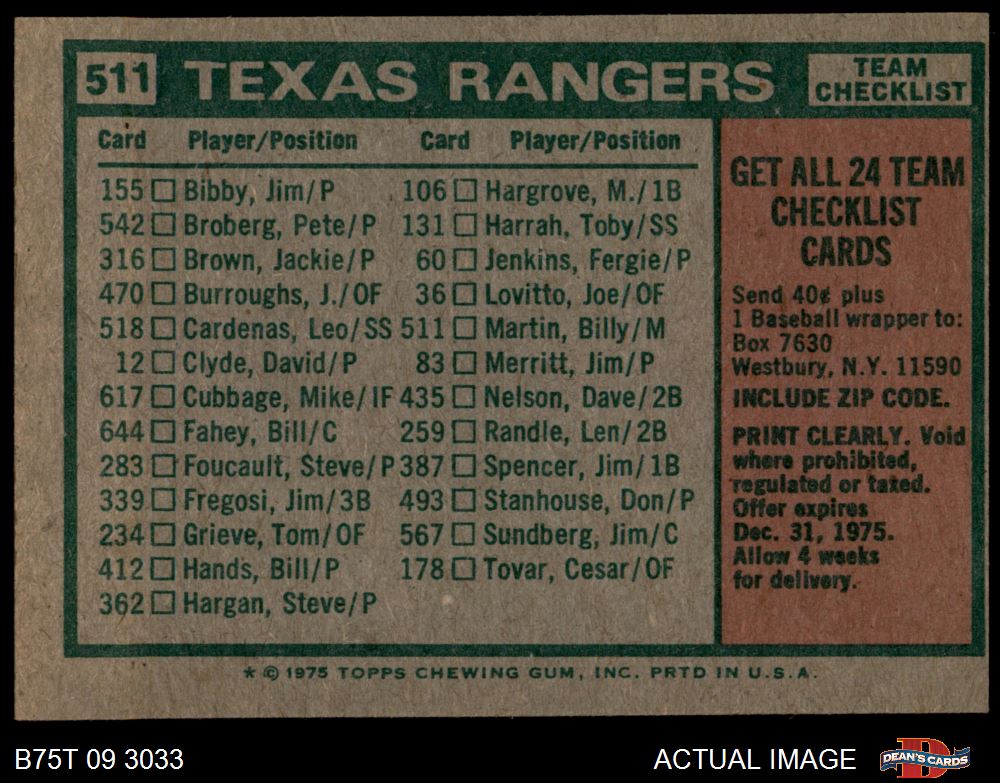 511 TEXAS RANGERS TEAM CHECKLIST
Card Player/Position Card Player/Position
155 □ Bibby, Jim/P 106 □ Hargrove, M./1B
542 □ Broberg, Pete/P 131 □ Harrah, Toby/SS
316 □ Brown, Jackie/P 60 □ Jenkins, Fergie/P
470 □ Burroughs, J./OF 36 □ Lovitto, Joe/OF
518 □ Cardenas, Leo/SS 511 □ Martin, Billy/M
12 □ Clyde, David/P 83 □ Merritt, Jim/P
617 □ Cubbage, Mike/IF 435 □ Nelson, Dave/2B
644 □ Fahey, Bill/C 259 □ Randle, Len/2B
283 □ Foucault, Steve/P 387 □ Spencer, Jim/1B
339 □ Fregosi, Jim/3B 493 □ Stanhouse, Don/P
234 □ Grieve, Tom/OF 567 □ Sundberg, Jim/C
412 □ Hands, Bill/P 178 □ Tovar, Cesar/OF
362 □ Hargan, Steve/P
GET ALL 24 TEAM
CHECKLIST
CARDS
Send 40¢ plus
1 Baseball wrapper to:
Box 7630
Westbury, N.Y. 11590
INCLUDE ZIP CODE.
PRINT CLEARLY. Void
where prohibited,
regulated or taxed.
Offer expires
Dec. 31, 1975.
Allow 4 weeks
for delivery.
* © 1975 TOPPS CHEWING GUM, INC. PRTD IN U.S.A.
B75T 09 3033 ACTUAL IMAGE DEAN'S CARDS